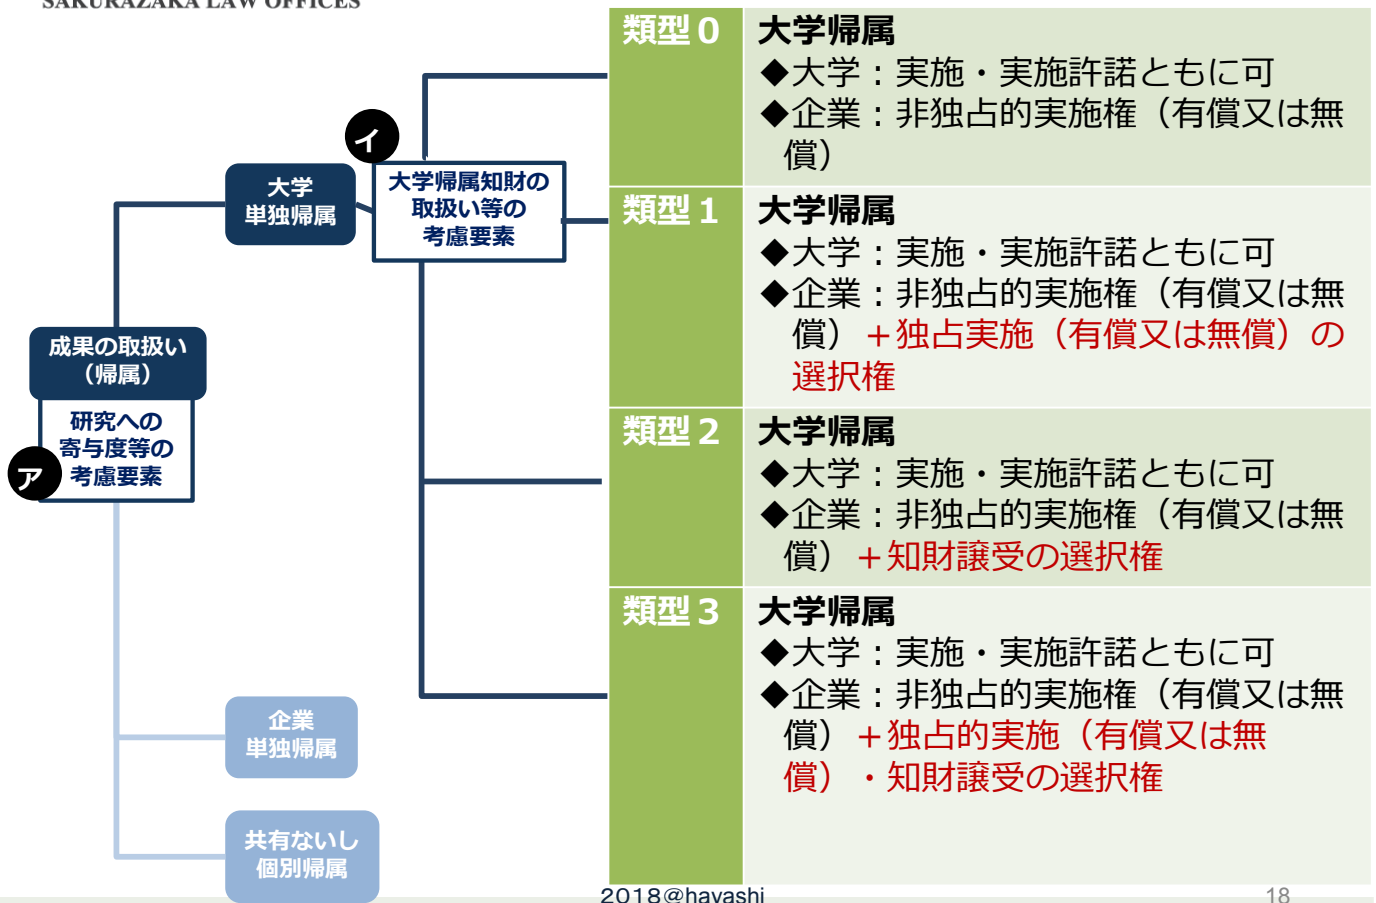 SAKURAZAKA LAW OFFICES
成果の取扱い
（帰属）
研究への
寄与度等の
考慮要素
ア
大学
単独帰属
イ
大学帰属知財の
取扱い等の
考慮要素
企業
単独帰属
共有ないし
個別帰属
類型０
大学帰属
◆大学：実施・実施許諾ともに可
◆企業：非独占的実施権（有償又は無
償）
類型１
大学帰属
◆大学：実施・実施許諾ともに可
◆企業：非独占的実施権（有償又は無
償）＋独占実施（有償又は無償）の
選択権
類型２
大学帰属
◆大学：実施・実施許諾ともに可
◆企業：非独占的実施権（有償又は無
償）＋知財譲受の選択権
類型３
大学帰属
◆大学：実施・実施許諾ともに可
◆企業：非独占的実施権（有償又は無
償）＋独占的実施（有償又は無
償）・知財譲受の選択権
2018@hayashi
18